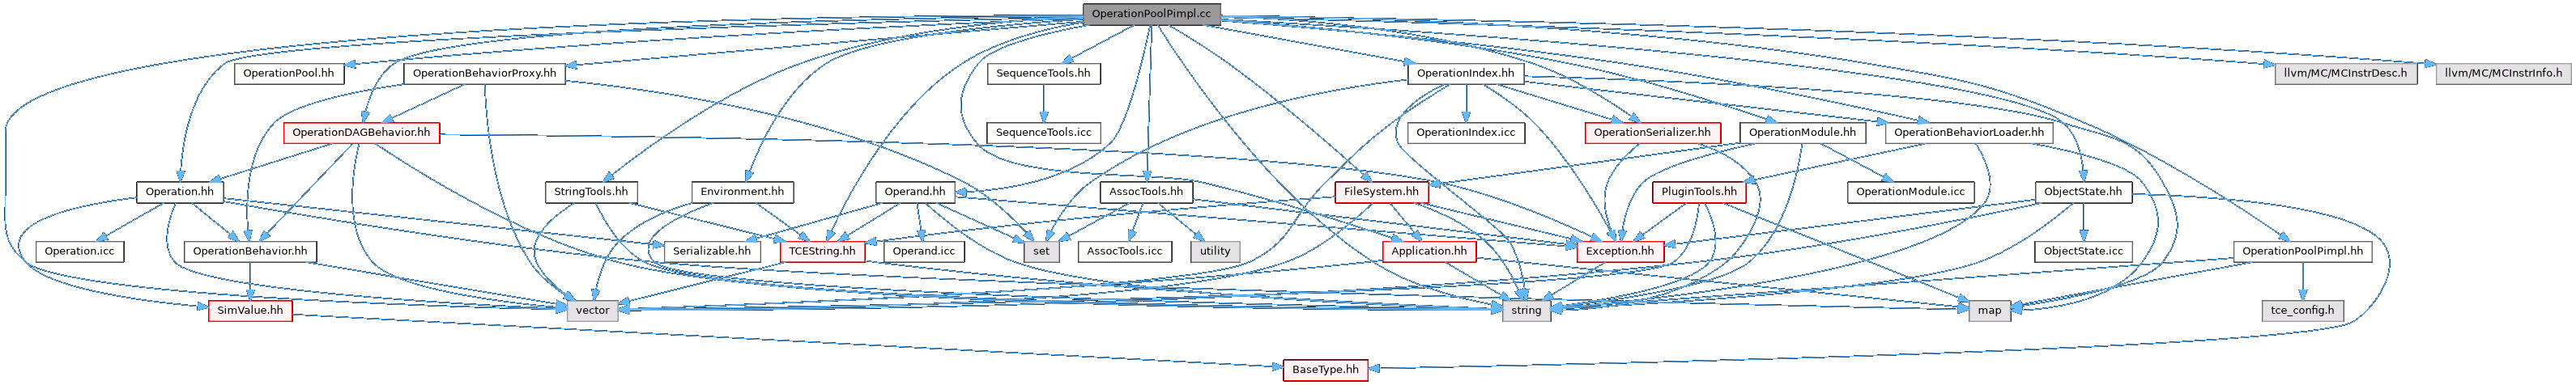 OperationPoolPimpl.cc
OperationPool.hh
OperationBehaviorProxy.hh
SequenceTools.hh
OperationIndex.hh
llvm/MC/MCInstrDesc.h
llvm/MC/MCInstrInfo.h
OperationDAGBehavior.hh
SequenceTools.icc
OperationIndex.icc
OperationSerializer.hh
OperationModule.hh
OperationBehaviorLoader.hh
Operation.hh
StringTools.hh
Environment.hh
Operand.hh
AssocTools.hh
FileSystem.hh
PluginTools.hh
OperationModule.icc
ObjectState.hh
Operation.icc
OperationBehavior.hh
Serializable.hh
TCEString.hh
Operand.icc
set
AssocTools.icc
utility
Application.hh
Exception.hh
ObjectState.icc
OperationPoolPimpl.hh
SimValue.hh
vector
string
map
tce_config.h
BaseType.hh